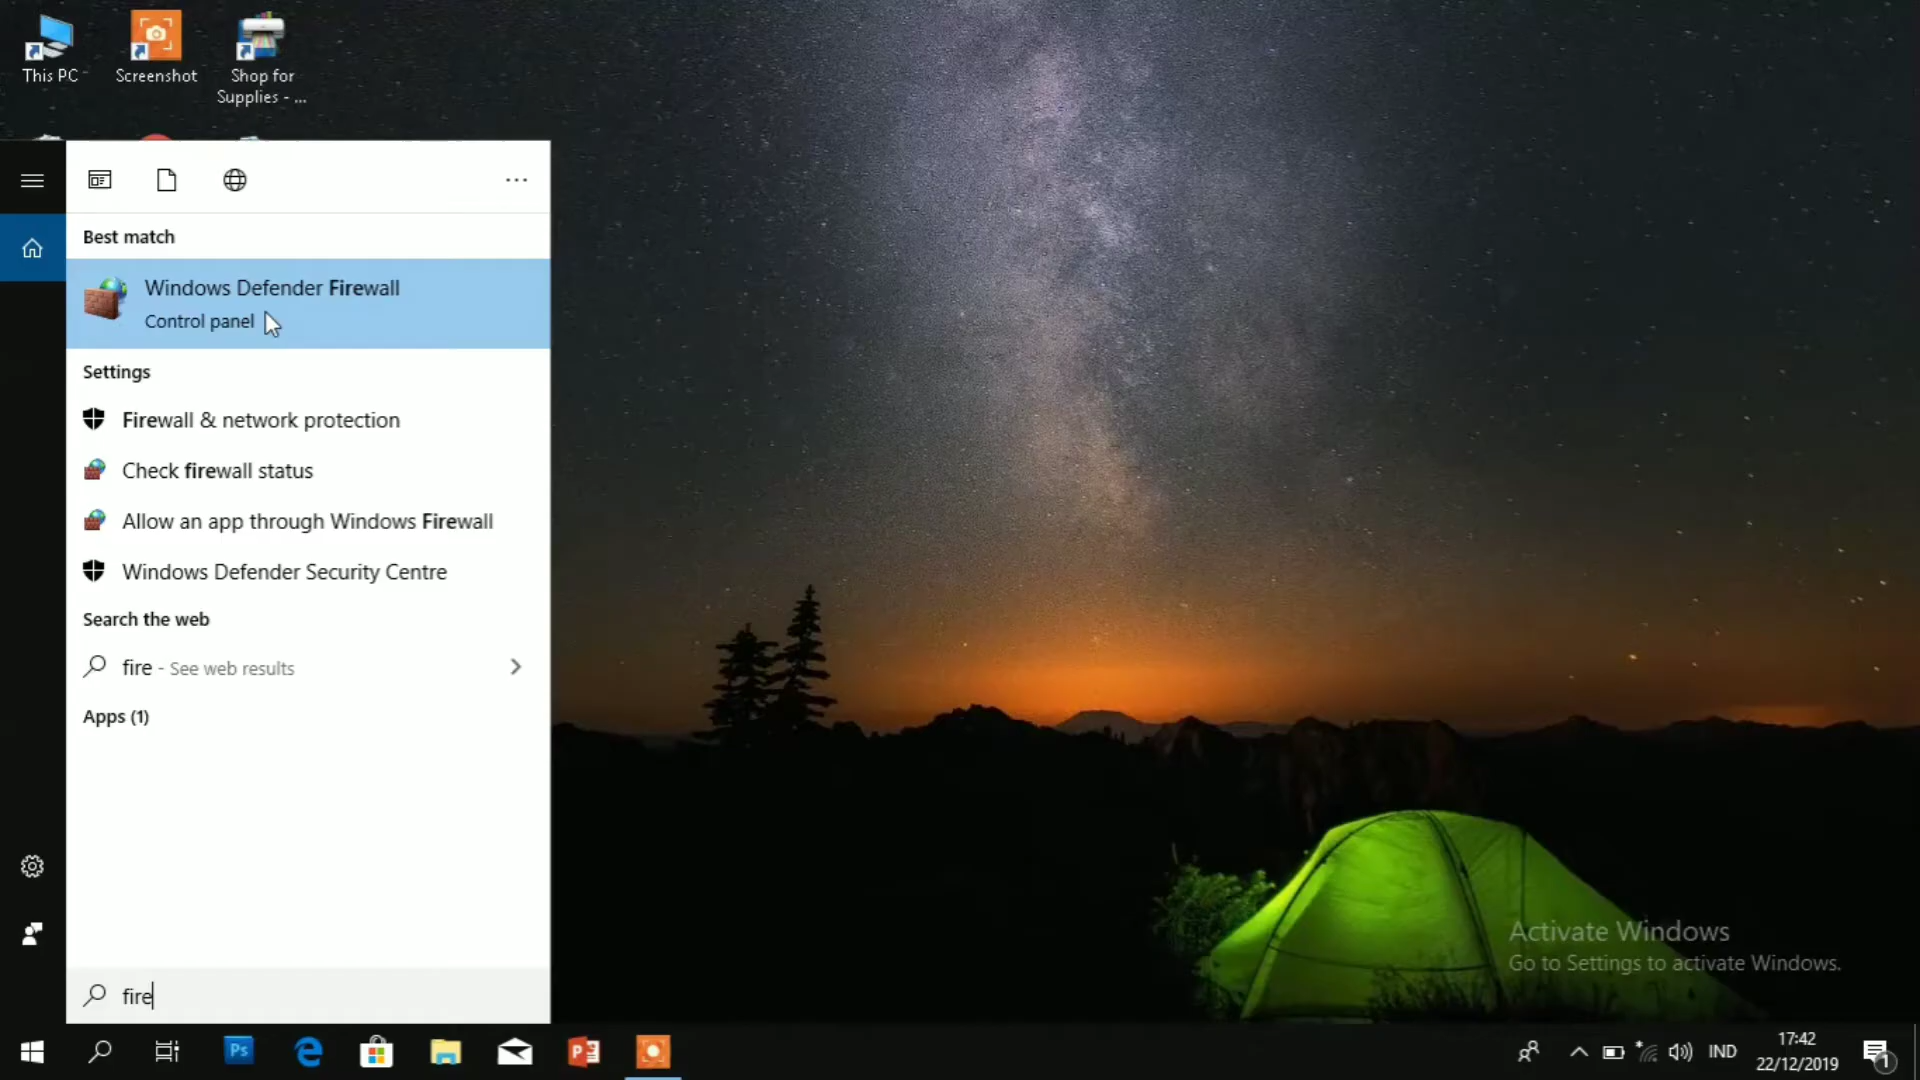 This PC
Screenshot
Shop for
Supplies - ...
Best match
Windows Defender Firewall
Control panel
Settings
Firewall & network protection
Check firewall status
Allow an app through Windows Firewall
Windows Defender Security Centre
Search the web
fire - See web results
Apps (1)
fire
Activate Windows
Go to Settings to activate Windows.
Ps
P
IND
17:42
22/12/2019
1